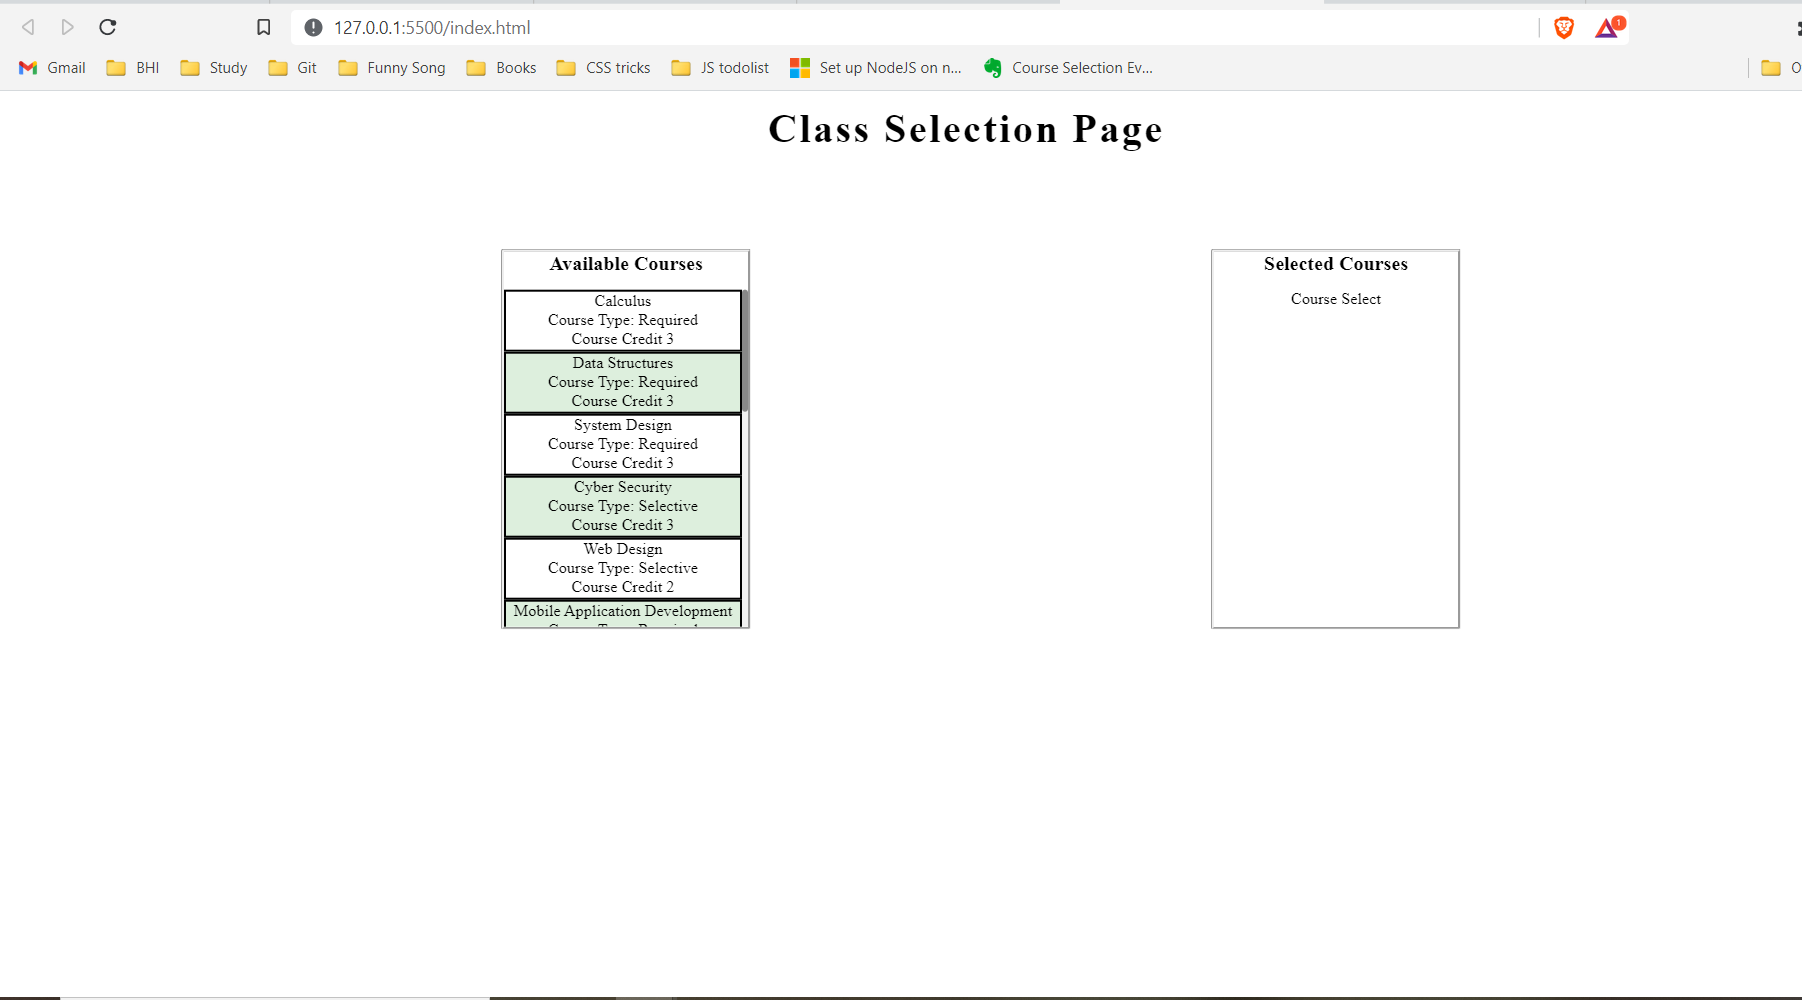 127.0.0.1:5500/index.html
1
Gmail BHI Study Git Funny Song Books CSS tricks JS todolist Set up NodeJS on n... Course Selection Ev...
Class Selection Page
Available Courses
Calculus
Course Type: Required
Course Credit 3
Data Structures
Course Type: Required
Course Credit 3
System Design
Course Type: Required
Course Credit 3
Cyber Security
Course Type: Selective
Course Credit 3
Web Design
Course Type: Selective
Course Credit 2
Mobile Application Development
Selected Courses
Course Select